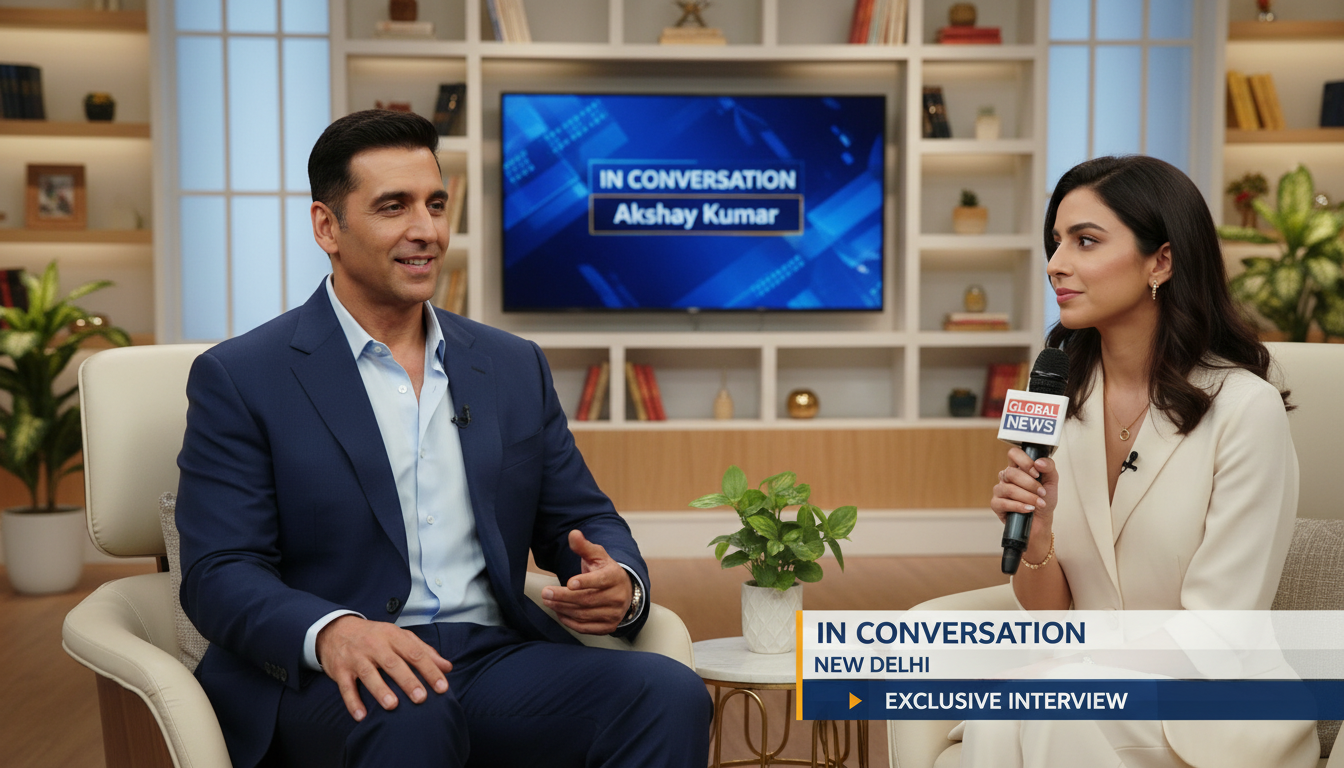 IN CONVERSATION
Akshay Kumar
GLOBAL
NEWS
IN CONVERSATION
NEW DELHI
EXCLUSIVE INTERVIEW